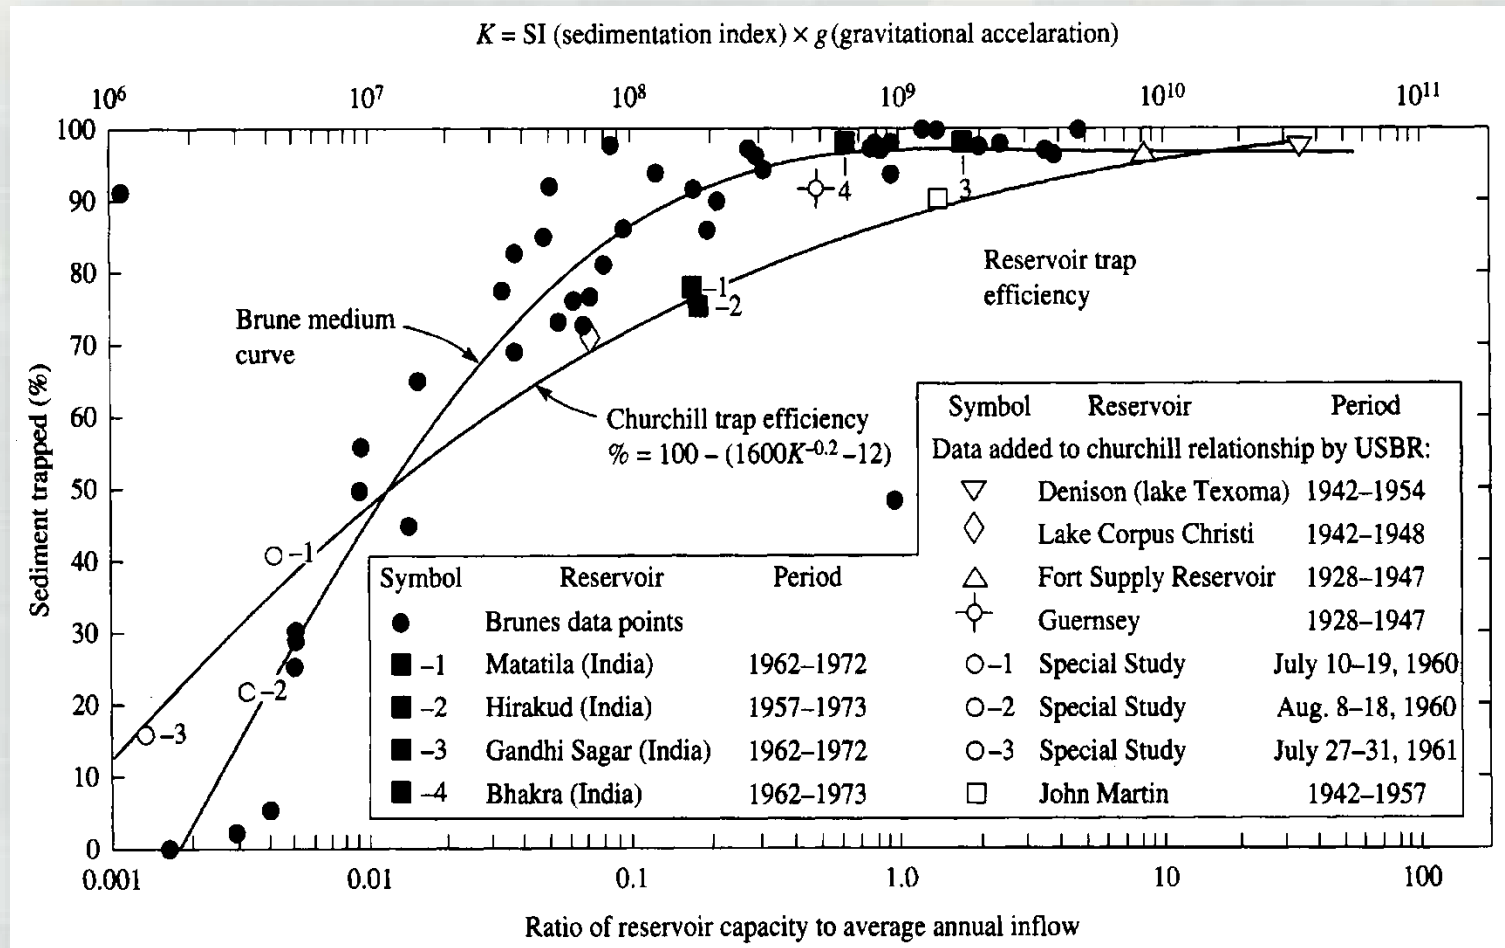 K = SI (sedimentation index) × g (gravitational accelaration)
10⁶ 10⁷ 10⁸ 10⁹ 10¹⁰ 10¹¹
100
90
80
70
60
50
40
30
20
10
0
Sediment trapped (%)
4
3
–1
–2
Reservoir trap
efficiency
Brune medium
curve
Churchill trap efficiency
% = 100 – (1600K⁻⁰·² –12)
–1
–2
–3
Symbol Reservoir Period
Data added to churchill relationship by USBR:
Denison (lake Texoma) 1942–1954
Lake Corpus Christi 1942–1948
Fort Supply Reservoir 1928–1947
Guernsey 1928–1947
–1 Special Study July 10–19, 1960
–2 Special Study Aug. 8–18, 1960
–3 Special Study July 27–31, 1961
John Martin 1942–1957
Symbol Reservoir Period
Brunes data points
–1 Matatila (India) 1962–1972
–2 Hirakud (India) 1957–1973
–3 Gandhi Sagar (India) 1962–1972
–4 Bhakra (India) 1962–1973
0.001 0.01 0.1 1.0 10 100
Ratio of reservoir capacity to average annual inflow